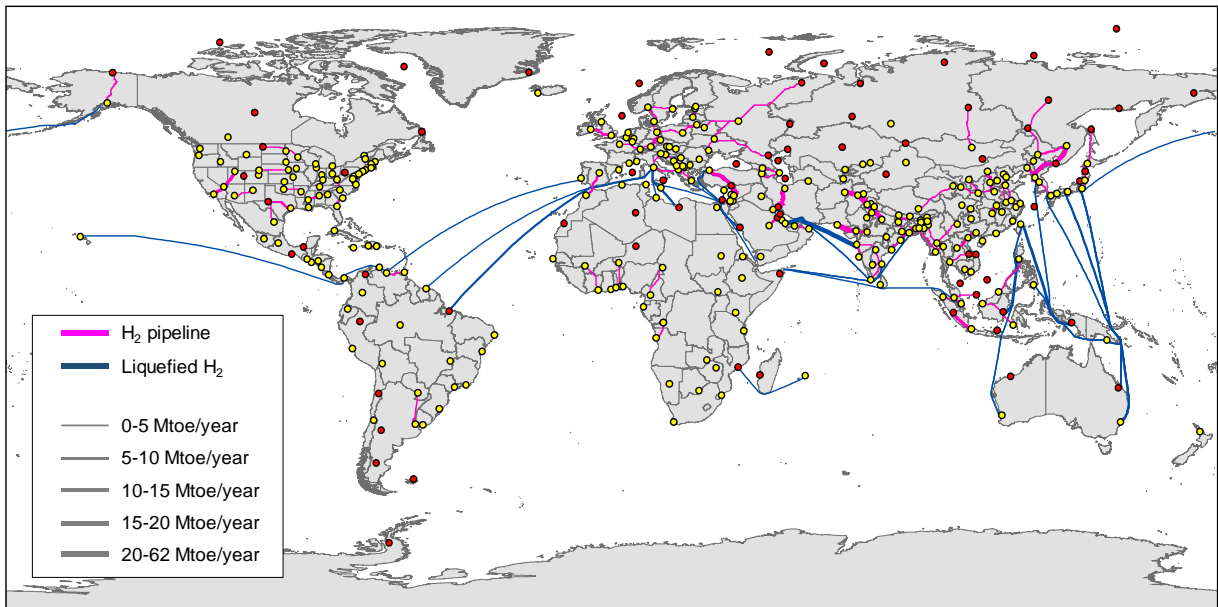 H₂ pipeline
Liquefied H₂
0-5 Mtoe/year
5-10 Mtoe/year
10-15 Mtoe/year
15-20 Mtoe/year
20-62 Mtoe/year